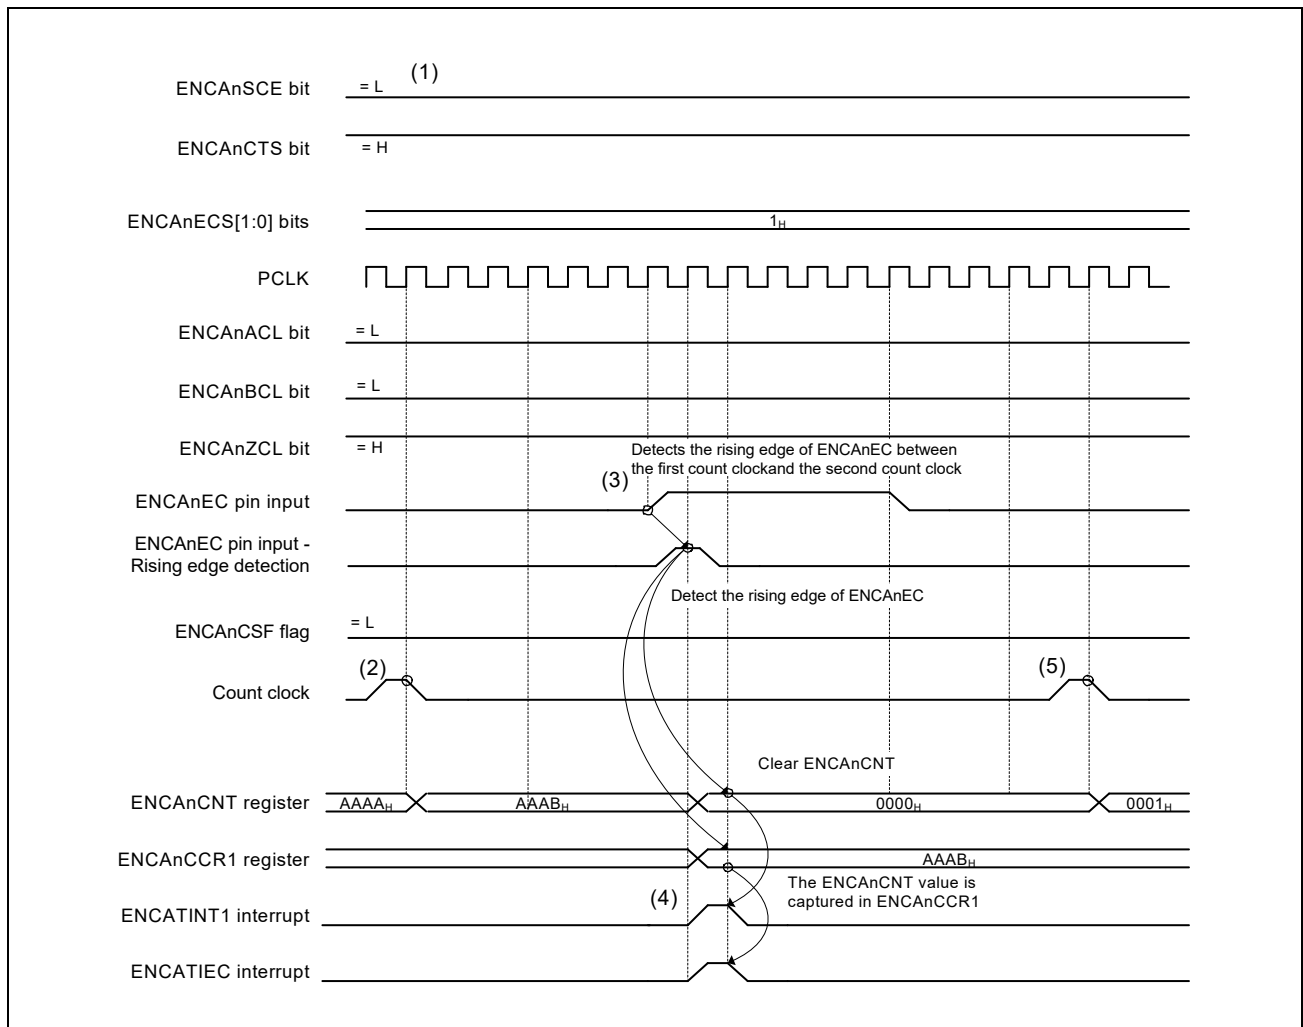 (1)
ENCAnSCE bit
= L
ENCAnCTS bit
= H
ENCAnECS[1:0] bits
1H
PCLK
ENCAnACL bit
= L
ENCAnBCL bit
= L
ENCAnZCL bit
= H
Detects the rising edge of ENCAnEC between
the first count clockand the second count clock
(3)
ENCAnEC pin input
ENCAnEC pin input -
Rising edge detection
Detect the rising edge of ENCAnEC
ENCAnCSF flag
= L
(2)
(5)
Count clock
Clear ENCAnCNT
ENCAnCNT register
AAAAH
AAABH
0000H
0001H
ENCAnCCR1 register
AAABH
The ENCAnCNT value is
captured in ENCAnCCR1
(4)
ENCATINT1 interrupt
ENCATIEC interrupt